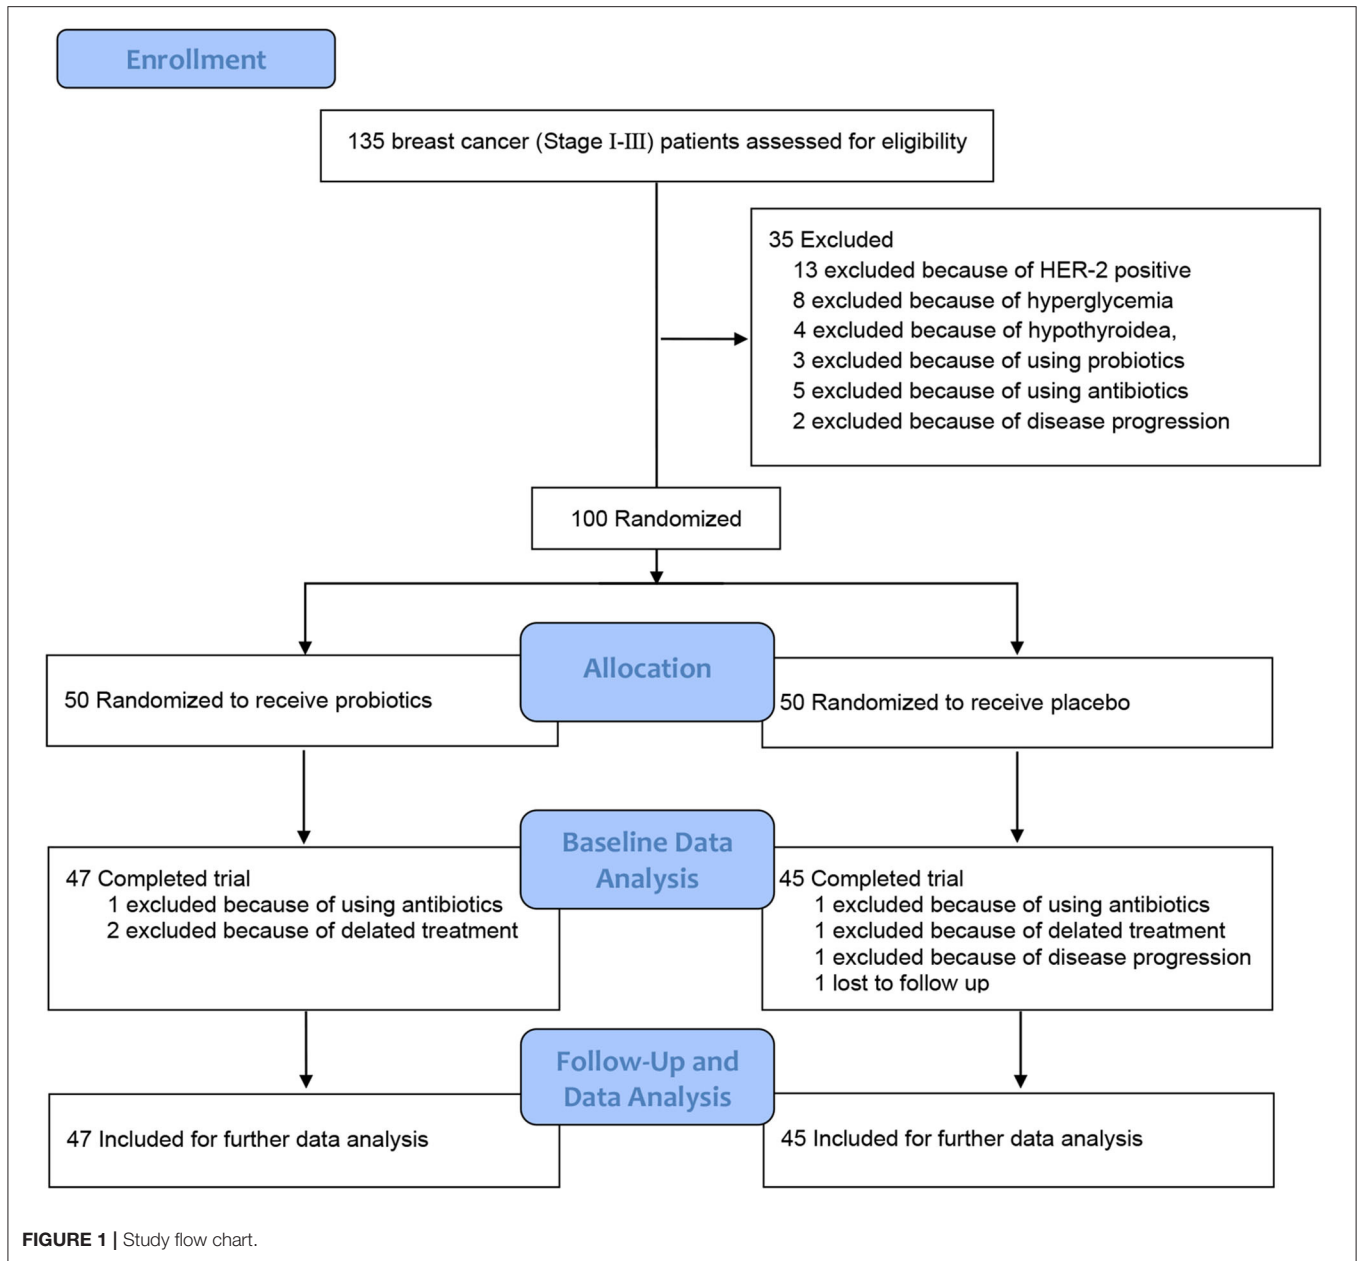 Enrollment
135 breast cancer (Stage I-III) patients assessed for eligibility
35 Excluded
13 excluded because of HER-2 positive
8 excluded because of hyperglycemia
4 excluded because of hypothyroidea,
3 excluded because of using probiotics
5 excluded because of using antibiotics
2 excluded because of disease progression
100 Randomized
Allocation
50 Randomized to receive probiotics
50 Randomized to receive placebo
Baseline Data
Analysis
47 Completed trial
1 excluded because of using antibiotics
2 excluded because of delated treatment
45 Completed trial
1 excluded because of using antibiotics
1 excluded because of delated treatment
1 excluded because of disease progression
1 lost to follow up
Follow-Up and
Data Analysis
47 Included for further data analysis
45 Included for further data analysis
FIGURE 1 | Study flow chart.